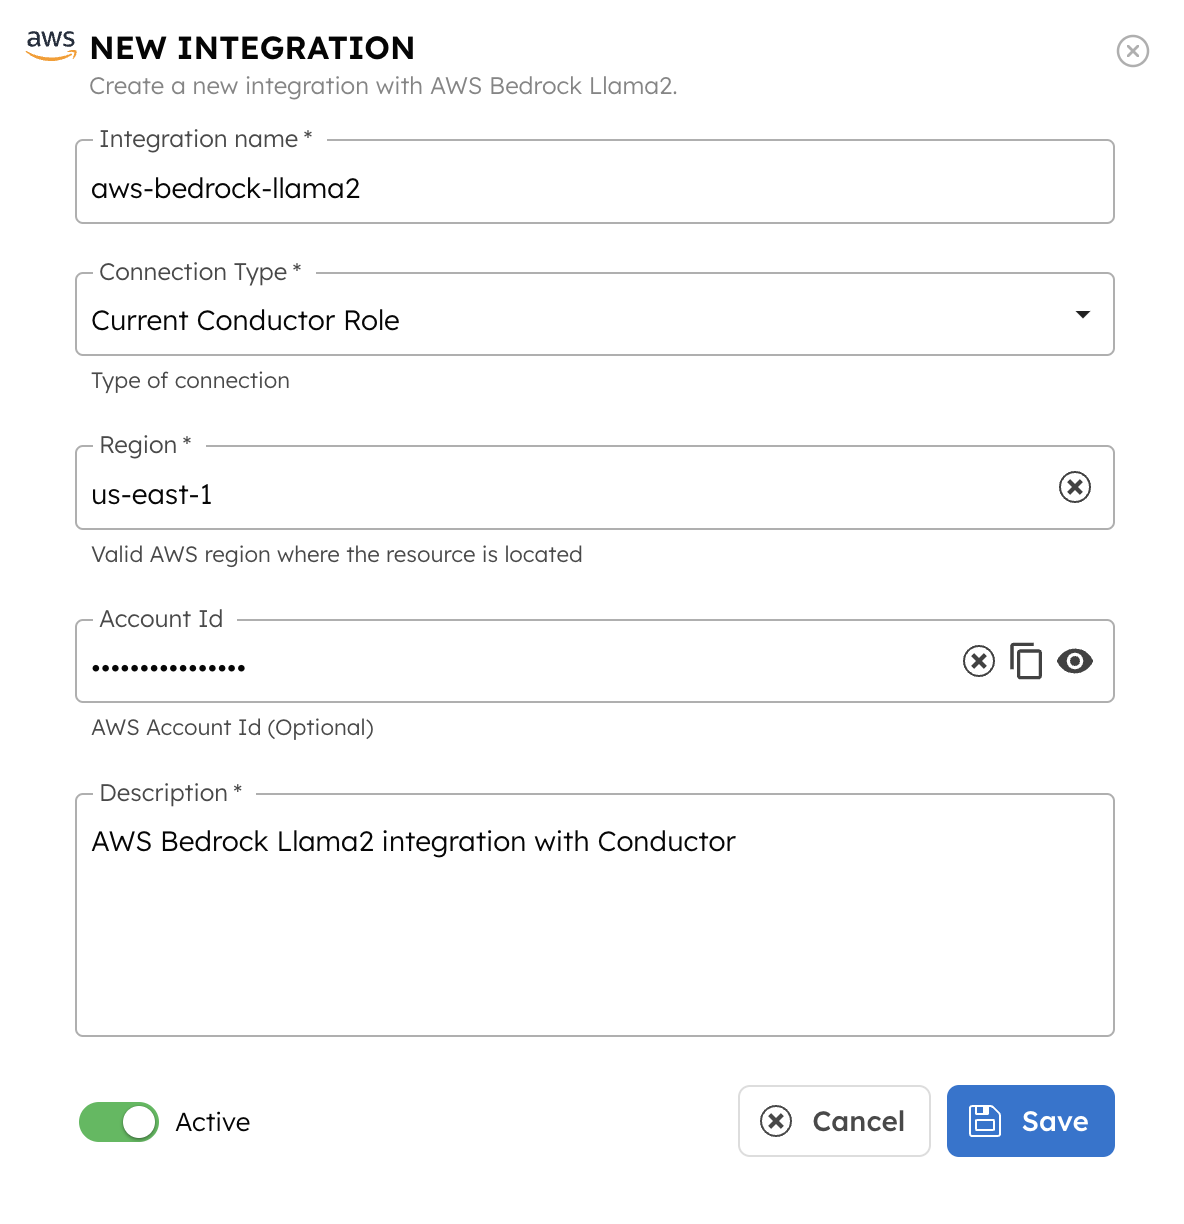 aws
NEW INTEGRATION
Create a new integration with AWS Bedrock Llama2.
Integration name *
aws-bedrock-llama2
Connection Type *
Current Conductor Role
Type of connection
Region *
us-east-1
Valid AWS region where the resource is located
Account Id
••••••••••••••••
AWS Account Id (Optional)
Description *
AWS Bedrock Llama2 integration with Conductor
Active
Cancel
Save